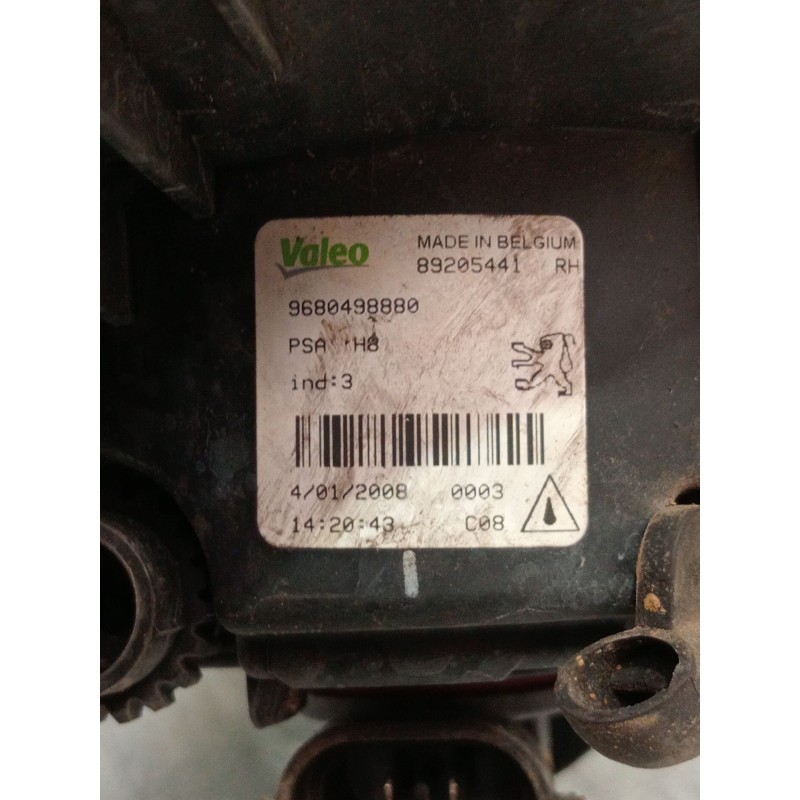 Valeo MADE IN BELGIUM
89205441 RH
9680498880
PSA H8
ind:3
4/01/2008 0003
14:20:43 C08